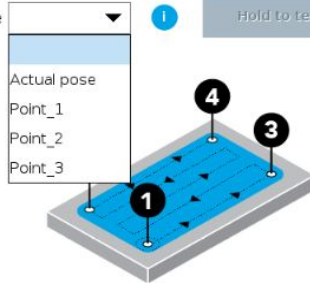 i
Hold to te
Actual pose
Point_1
Point_2
Point_3
4
3
1